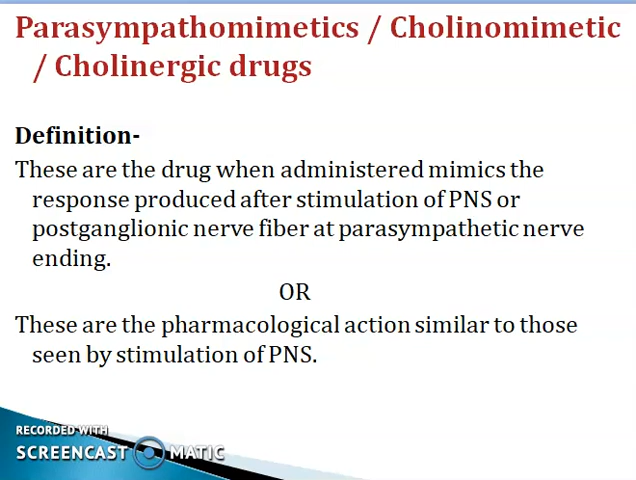 Parasympathomimetics / Cholinomimetic
/ Cholinergic drugs
Definition-
These are the drug when administered mimics the
response produced after stimulation of PNS or
postganglionic nerve fiber at parasympathetic nerve
ending.
OR
These are the pharmacological action similar to those
seen by stimulation of PNS.
RECORDED WITH
SCREENCAST MATIC